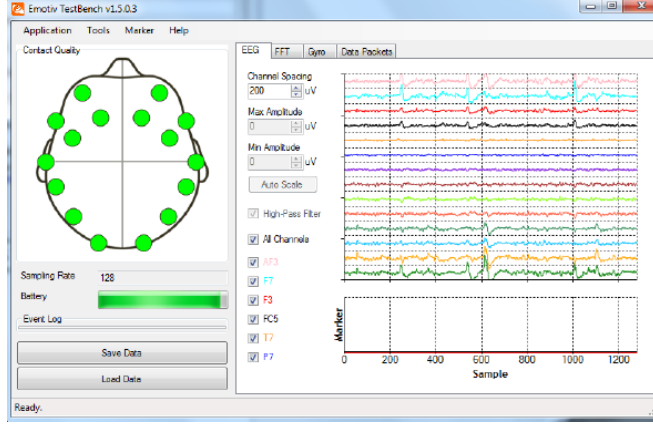 Emotiv TestBench v1.5.0.3
Application Tools Marker Help
Contact Quality
EEG FFT Gyro Data Packets
Channel Spacing
200 uV
Max Amplitude
0 uV
Min Amplitude
0 uV
Auto Scale
High-Pass Filter
All Channels
AF3
F7
F3
FC5
T7
P7
Sampling Rate 128
Battery
Event Log
Save Data
Load Data
Marker
0 200 400 600 800 1000 1200
Sample
Ready.